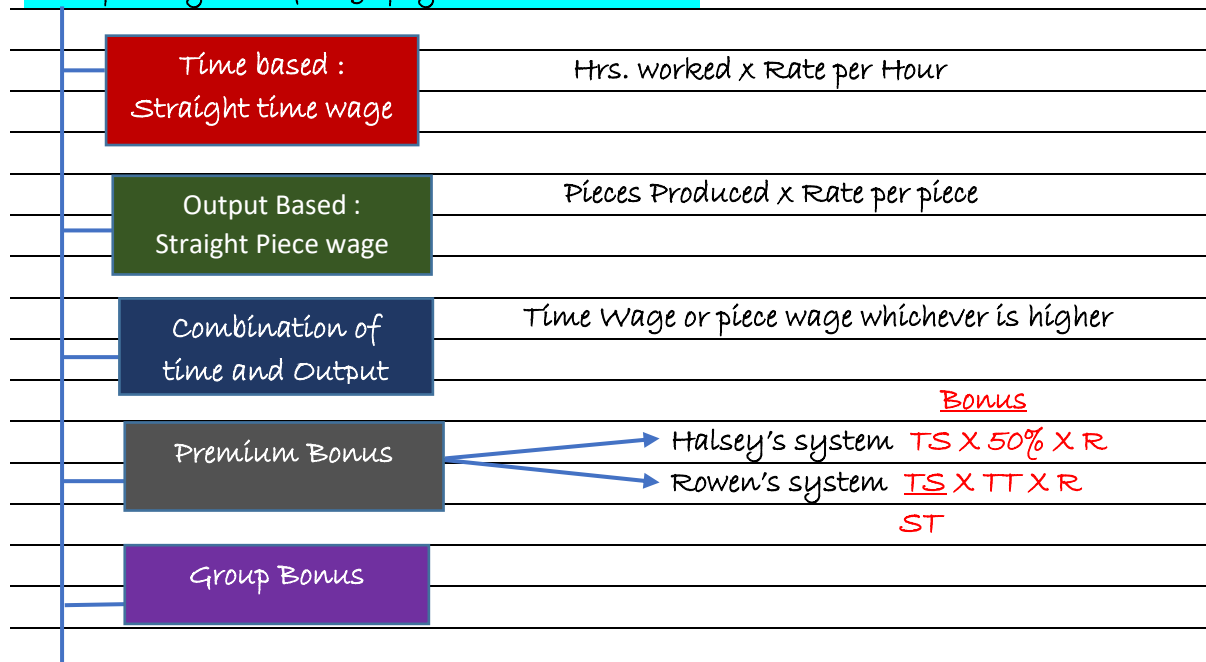 Time based :
Straight time wage
Hrs. worked x Rate per Hour
Output Based :
Straight Piece wage
Pieces Produced x Rate per piece
Combination of
time and Output
Time Wage or piece wage whichever is higher
Bonus
Premium Bonus
Halsey's system TS X 50% X R
Rowen's system TS X TT X R
ST
Group Bonus